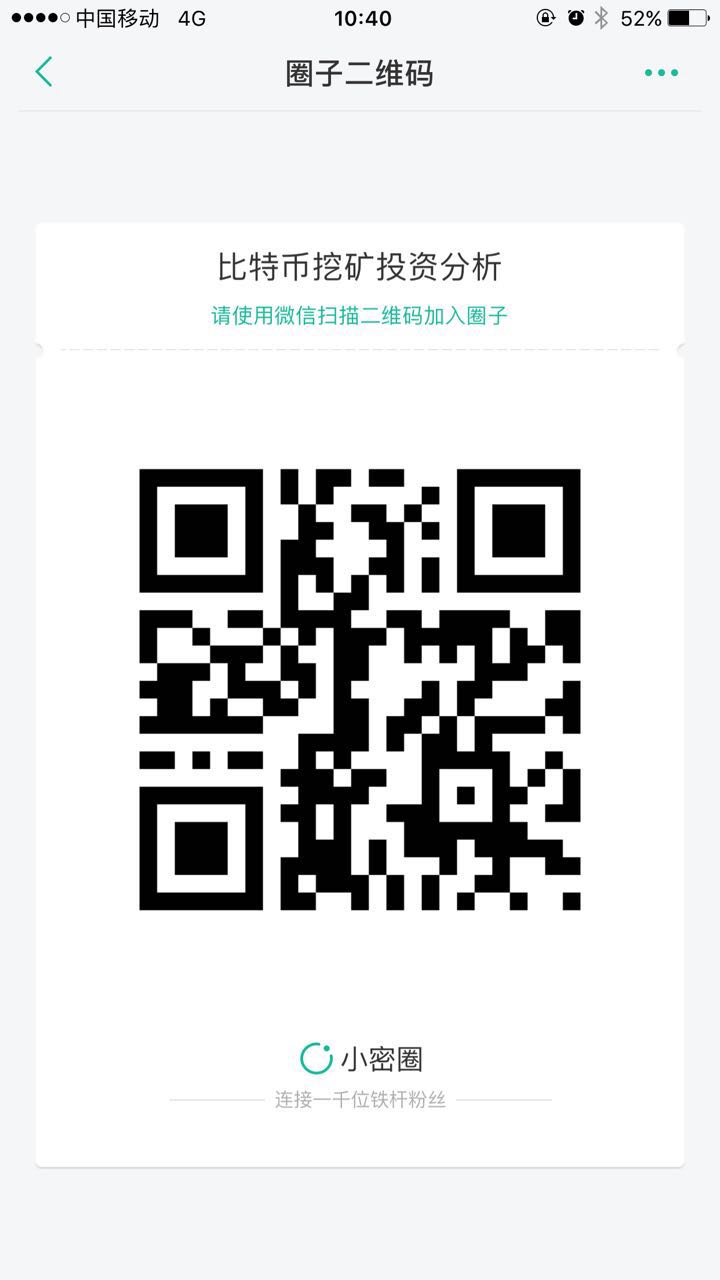 中国移动 4G 10:40 52%
圈子二维码
比特币挖矿投资分析
请使用微信扫描二维码加入圈子
小密圈
连接一千位铁杆粉丝